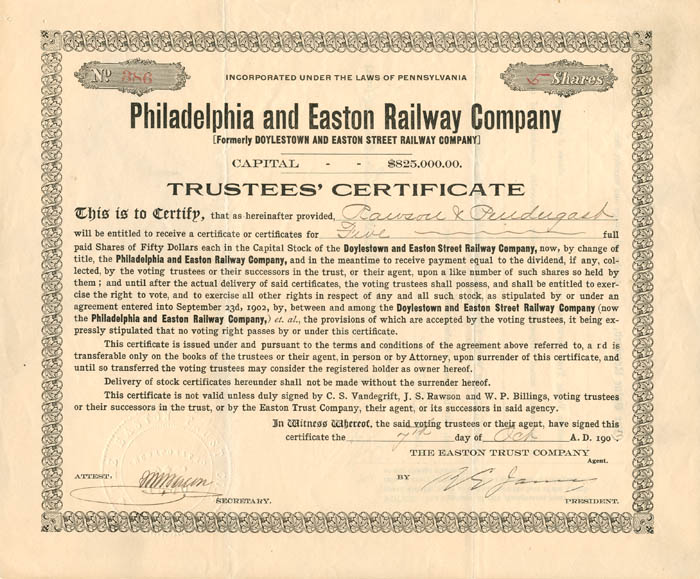 No 386
5 Shares
INCORPORATED UNDER THE LAWS OF PENNSYLVANIA
Philadelphia and Easton Railway Company
[Formerly DOYLESTOWN AND EASTON STREET RAILWAY COMPANY]
CAPITAL - - $825,000.00.
TRUSTEES' CERTIFICATE
This is to Certify, that as hereinafter provided, Rawson & Pendergast
will be entitled to receive a certificate or certificates for Five full
paid Shares of Fifty Dollars each in the Capital Stock of the Doylestown and Easton Street Railway Company, now, by change of
title, the Philadelphia and Easton Railway Company, and in the meantime to receive payment equal to the dividend, if any, col-
lected, by the voting trustees or their successors in the trust, or their agent, upon a like number of such shares so held by
them; and until after the actual delivery of said certificates, the voting trustees shall possess, and shall be entitled to exer-
cise the right to vote, and to exercise all other rights in respect of any and all such stock, as stipulated by or under an
agreement entered into September 23d, 1902, by, between and among the Doylestown and Easton Street Railway Company (now
the Philadelphia and Easton Railway Company,) et. al., the provisions of which are accepted by the voting trustees, it being ex-
pressly stipulated that no voting right passes by or under this certificate.
This certificate is issued under and pursuant to the terms and conditions of the agreement above referred to, a rd is
transferable only on the books of the trustees or their agent, in person or by Attorney, upon surrender of this certificate, and
until so transferred the voting trustees may consider the registered holder as owner hereof.
Delivery of stock certificates hereunder shall not be made without the surrender hereof.
This certificate is not valid unless duly signed by C. S. Vandegrift, J. S. Rawson and W. P. Billings, voting trustees
or their successors in the trust, or by the Easton Trust Company, their agent, or its successors in said agency.
In Witness Whereof, the said voting trustees or their agent, have signed this
certificate the 7th day of Oct A. D. 190
THE EASTON TRUST COMPANY
Agent.
ATTEST:
SECRETARY.
BY
PRESIDENT.